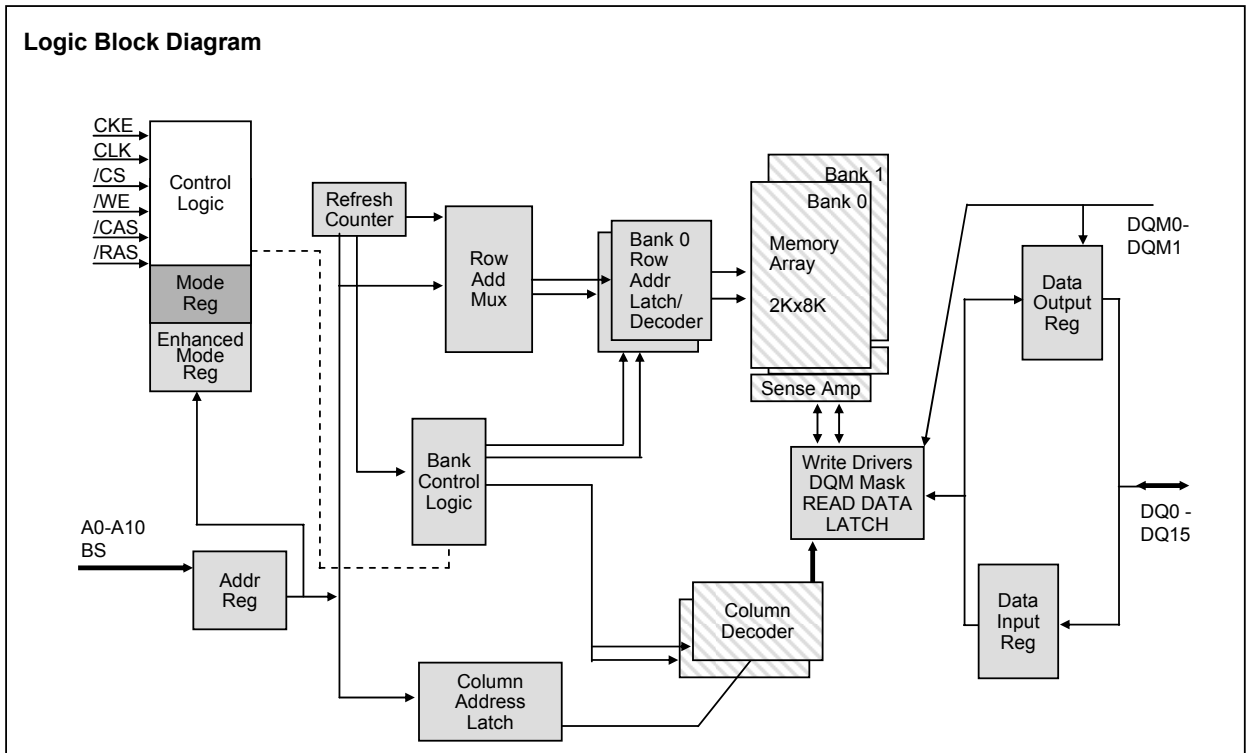 Logic Block Diagram
CKE
CLK
/CS
/WE
/CAS
/RAS
Control
Logic
Mode
Reg
Enhanced
Mode
Reg
Refresh
Counter
Row
Add
Mux
Bank 0
Row
Addr
Latch/
Decoder
Bank 1
Bank 0
Memory
Array
2Kx8K
Sense Amp
DQM0-
DQM1
Data
Output
Reg
Bank
Control
Logic
Write Drivers
DQM Mask
READ DATA
LATCH
DQ0 -
DQ15
A0-A10
BS
Addr
Reg
Column
Decoder
Data
Input
Reg
Column
Address
Latch